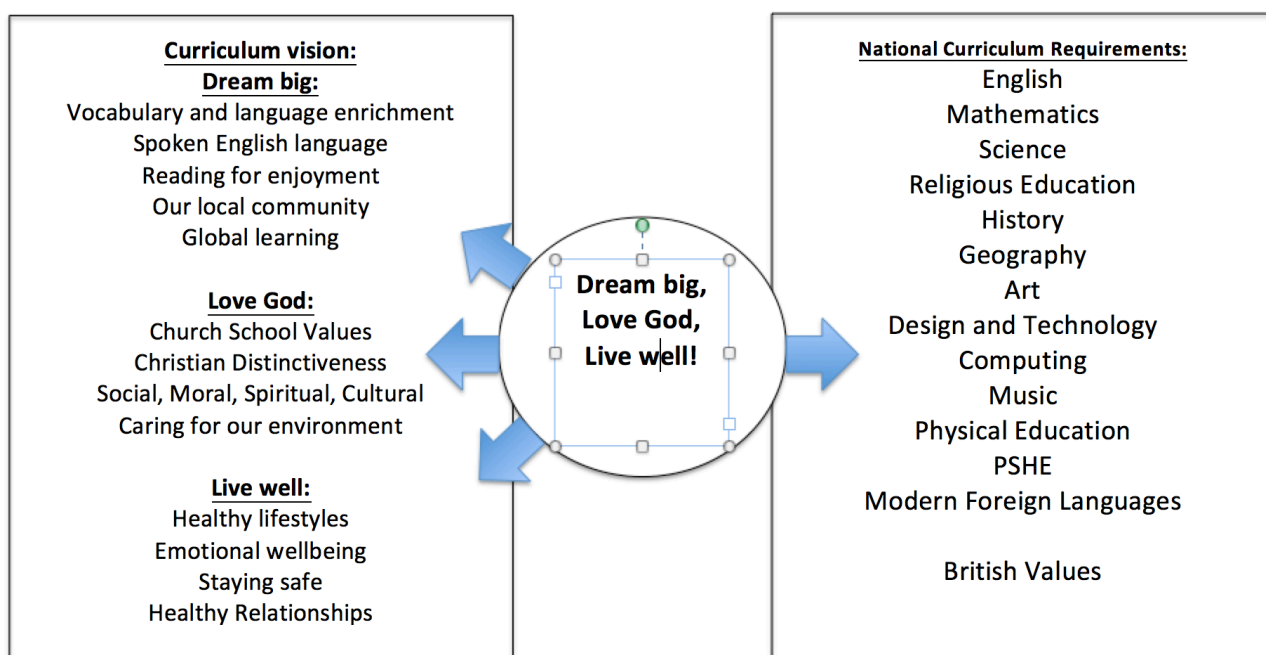 Curriculum vision:
Dream big:
Vocabulary and language enrichment
Spoken English language
Reading for enjoyment
Our local community
Global learning
Love God:
Church School Values
Christian Distinctiveness
Social, Moral, Spiritual, Cultural
Caring for our environment
Live well:
Healthy lifestyles
Emotional wellbeing
Staying safe
Healthy Relationships
Dream big,
Love God,
Live well!
National Curriculum Requirements:
English
Mathematics
Science
Religious Education
History
Geography
Art
Design and Technology
Computing
Music
Physical Education
PSHE
Modern Foreign Languages
British Values